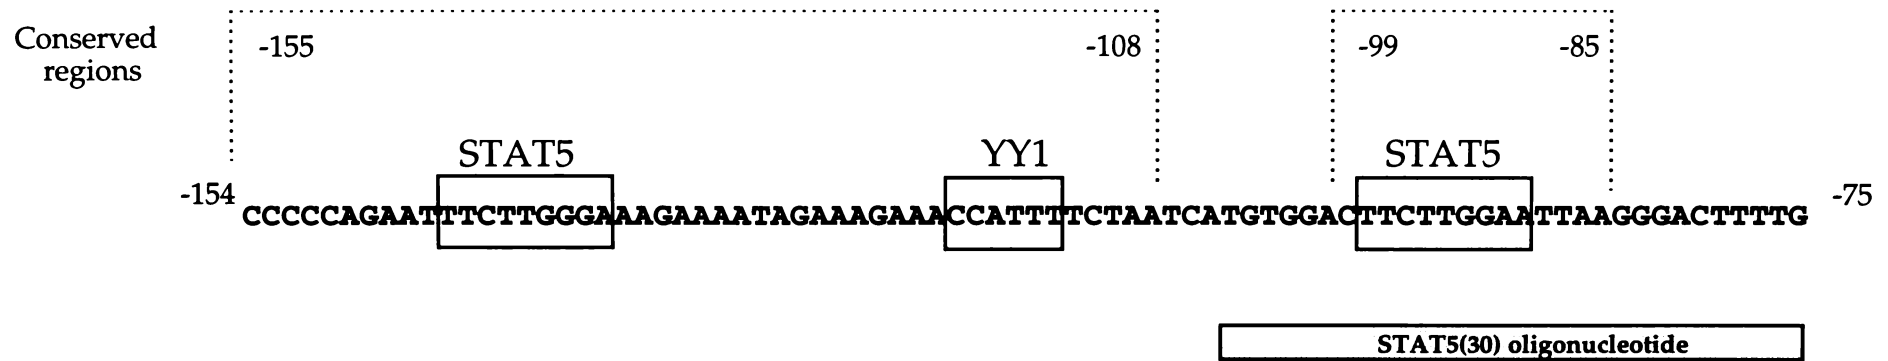 Conserved
regions
-155
-108
-99
-85
STAT5
YY1
STAT5
-154
CCCCCAGAATTTCTTGGGAAAGAAAATAGAAAGAAACCATTTTCTAATCATGTGGACTTCTTGGAATTAAGGGACTTTTG
-75
STAT5(30) oligonucleotide